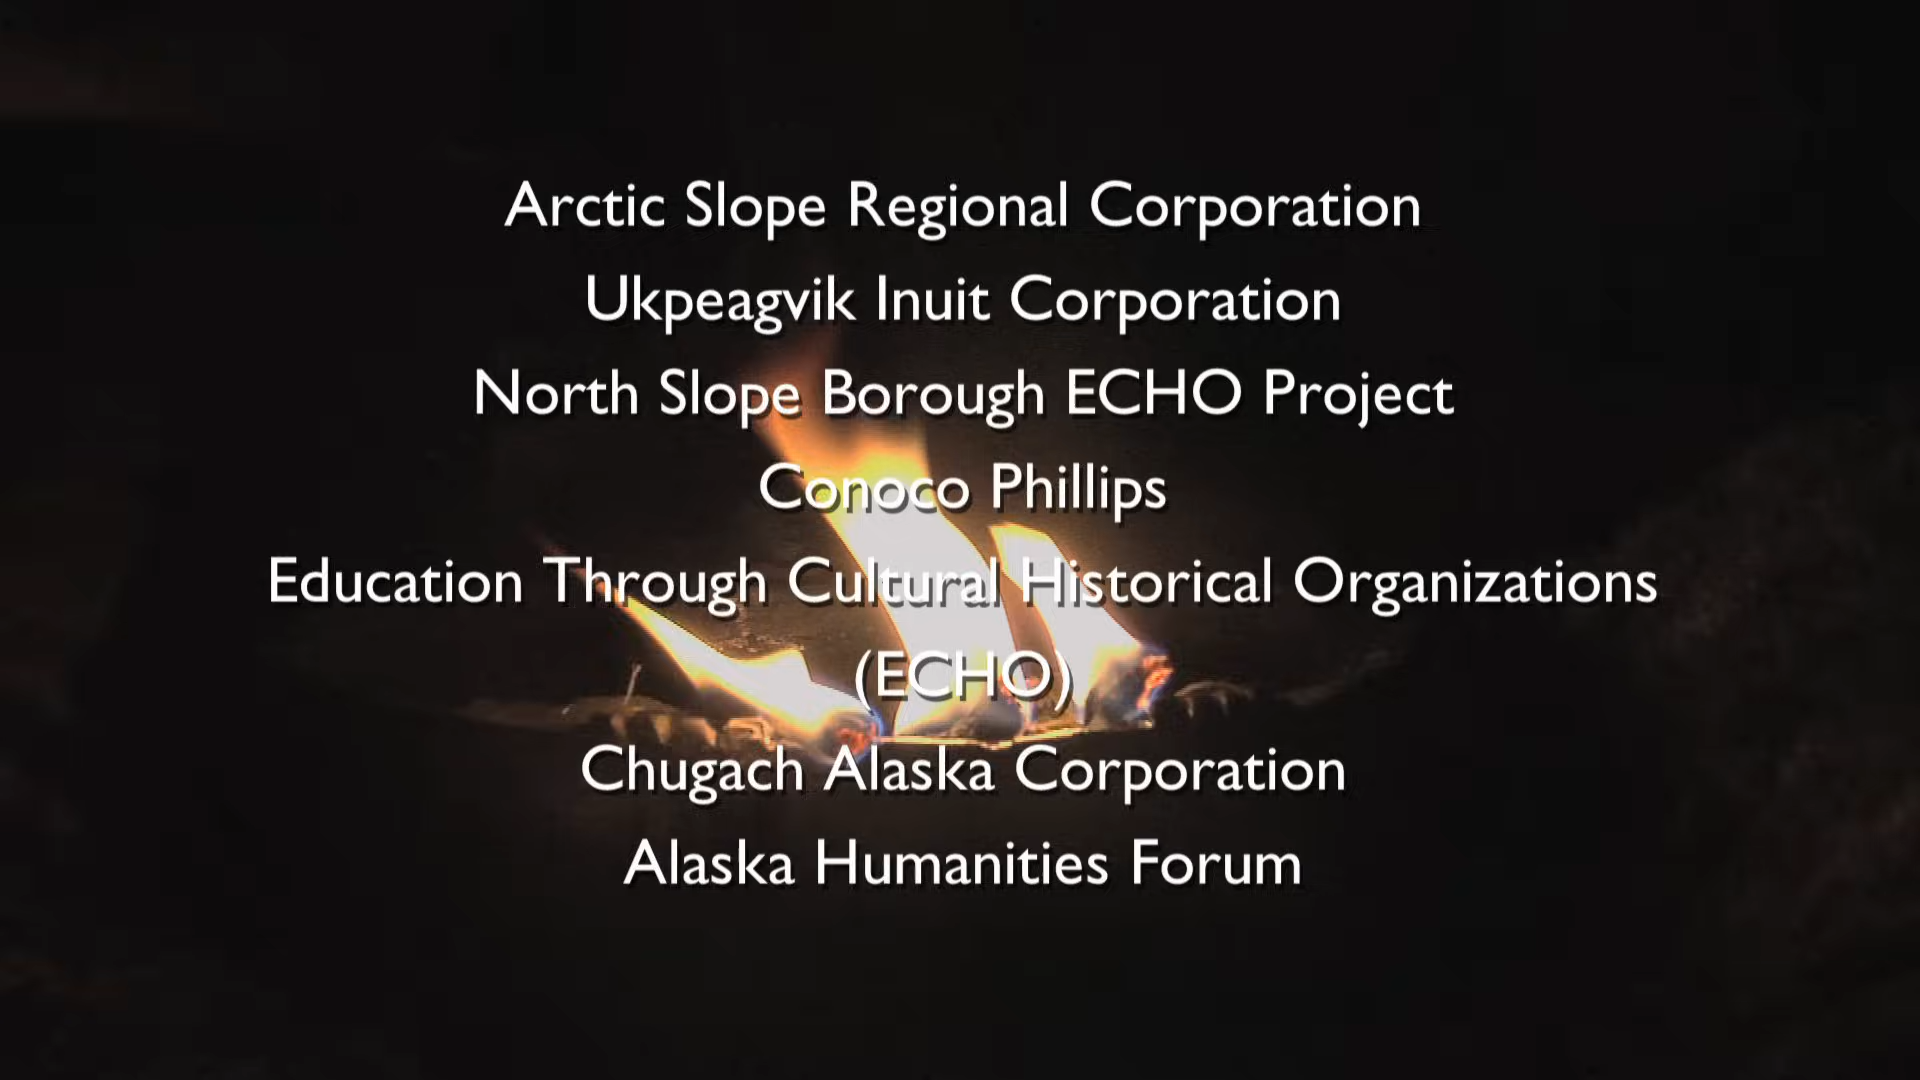 Arctic Slope Regional Corporation
Ukpeagvik Inuit Corporation
North Slope Borough ECHO Project
Conoco Phillips
Education Through Cultural Historical Organizations
(ECHO)
Chugach Alaska Corporation
Alaska Humanities Forum